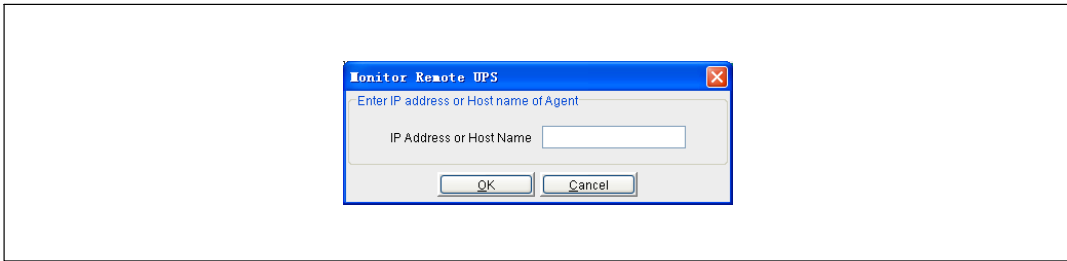 Monitor Remote UPS
Enter IP address or Host name of Agent
IP Address or Host Name
OK Cancel